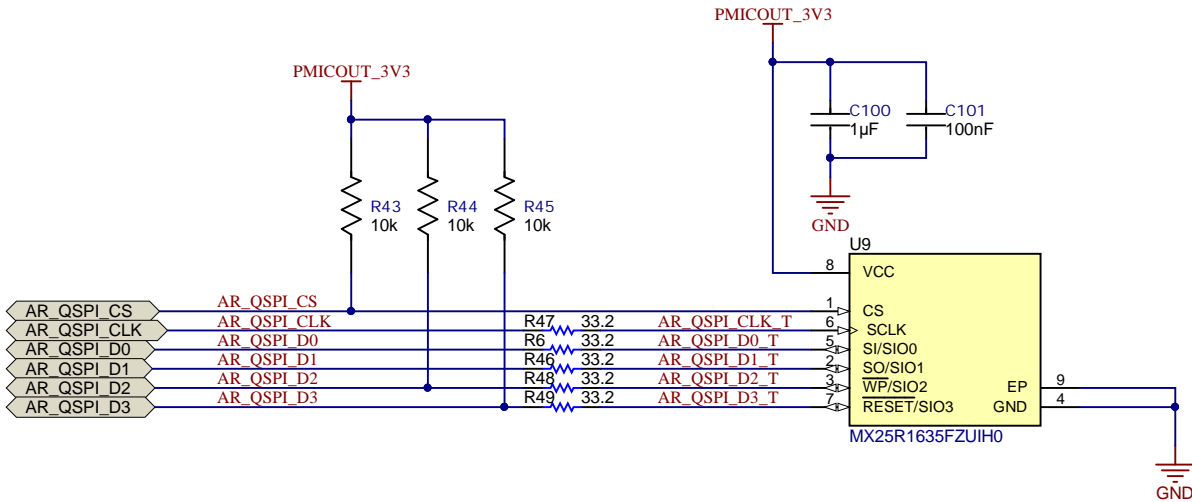 PMICOUT_3V3
PMICOUT_3V3
C100
1µF
C101
100nF
GND
R43
10k
R44
10k
R45
10k
U9
8 VCC
AR_QSPI_CS AR_QSPI_CS 1 CS
AR_QSPI_CLK AR_QSPI_CLK R47 33.2 AR_QSPI_CLK_T 6 SCLK
AR_QSPI_D0 AR_QSPI_D0 R6 33.2 AR_QSPI_D0_T 5 SI/SIO0
AR_QSPI_D1 AR_QSPI_D1 R46 33.2 AR_QSPI_D1_T 2 SO/SIO1
AR_QSPI_D2 AR_QSPI_D2 R48 33.2 AR_QSPI_D2_T 3 WP/SIO2 EP 9
AR_QSPI_D3 AR_QSPI_D3 R49 33.2 AR_QSPI_D3_T 7 RESET/SIO3 GND 4
MX25R1635FZUIH0
GND